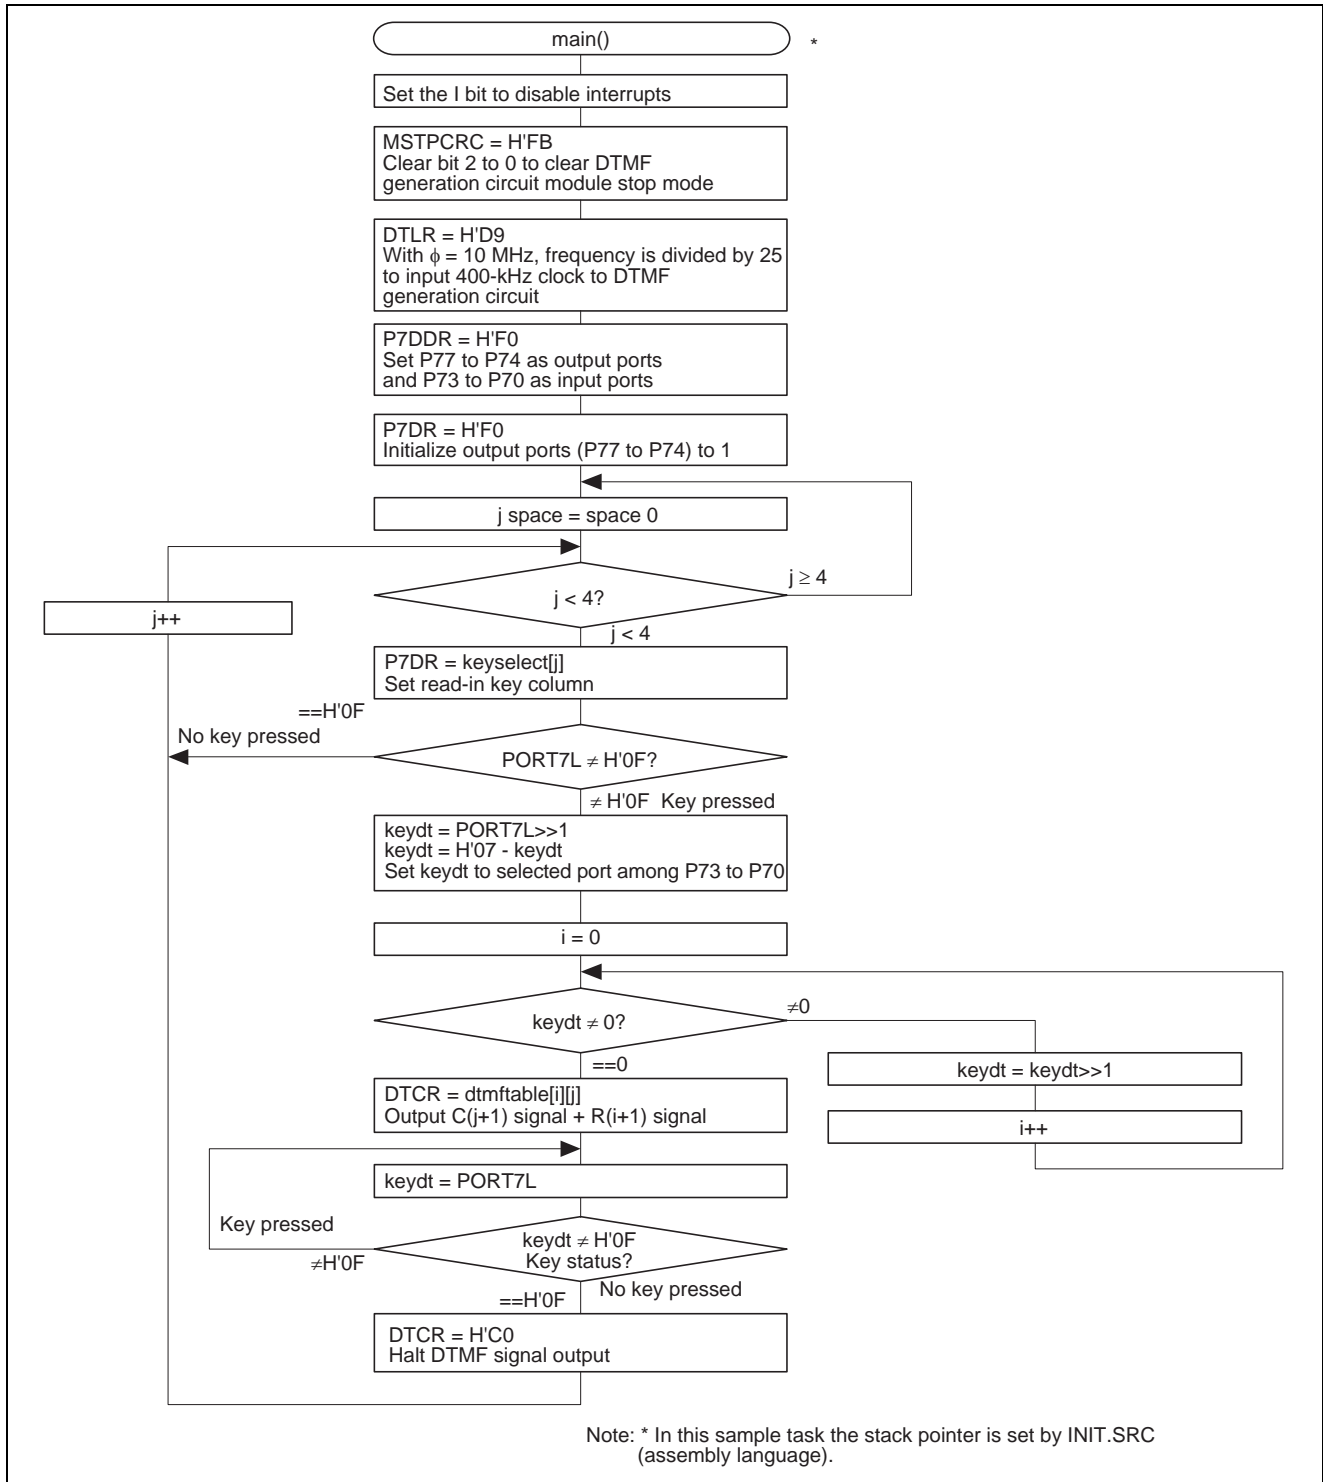 main()
*
Set the I bit to disable interrupts
MSTPCRC = H'FB
Clear bit 2 to 0 to clear DTMF
generation circuit module stop mode
DTLR = H'D9
With ϕ = 10 MHz, frequency is divided by 25
to input 400-kHz clock to DTMF
generation circuit
P7DDR = H'F0
Set P77 to P74 as output ports
and P73 to P70 as input ports
P7DR = H'F0
Initialize output ports (P77 to P74) to 1
j space = space 0
j ≥ 4
j < 4?
j++
j < 4
P7DR = keyselect[j]
Set read-in key column
==H'0F
No key pressed
PORT7L ≠ H'0F?
≠ H'0F Key pressed
keydt = PORT7L>>1
keydt = H'07 - keydt
Set keydt to selected port among P73 to P70
i = 0
≠0
keydt ≠ 0?
==0
keydt = keydt>>1
DTCR = dtmftable[i][j]
Output C(j+1) signal + R(i+1) signal
i++
keydt = PORT7L
Key pressed
keydt ≠ H'0F
Key status?
≠H'0F
No key pressed
==H'0F
DTCR = H'C0
Halt DTMF signal output
Note: * In this sample task the stack pointer is set by INIT.SRC
(assembly language).